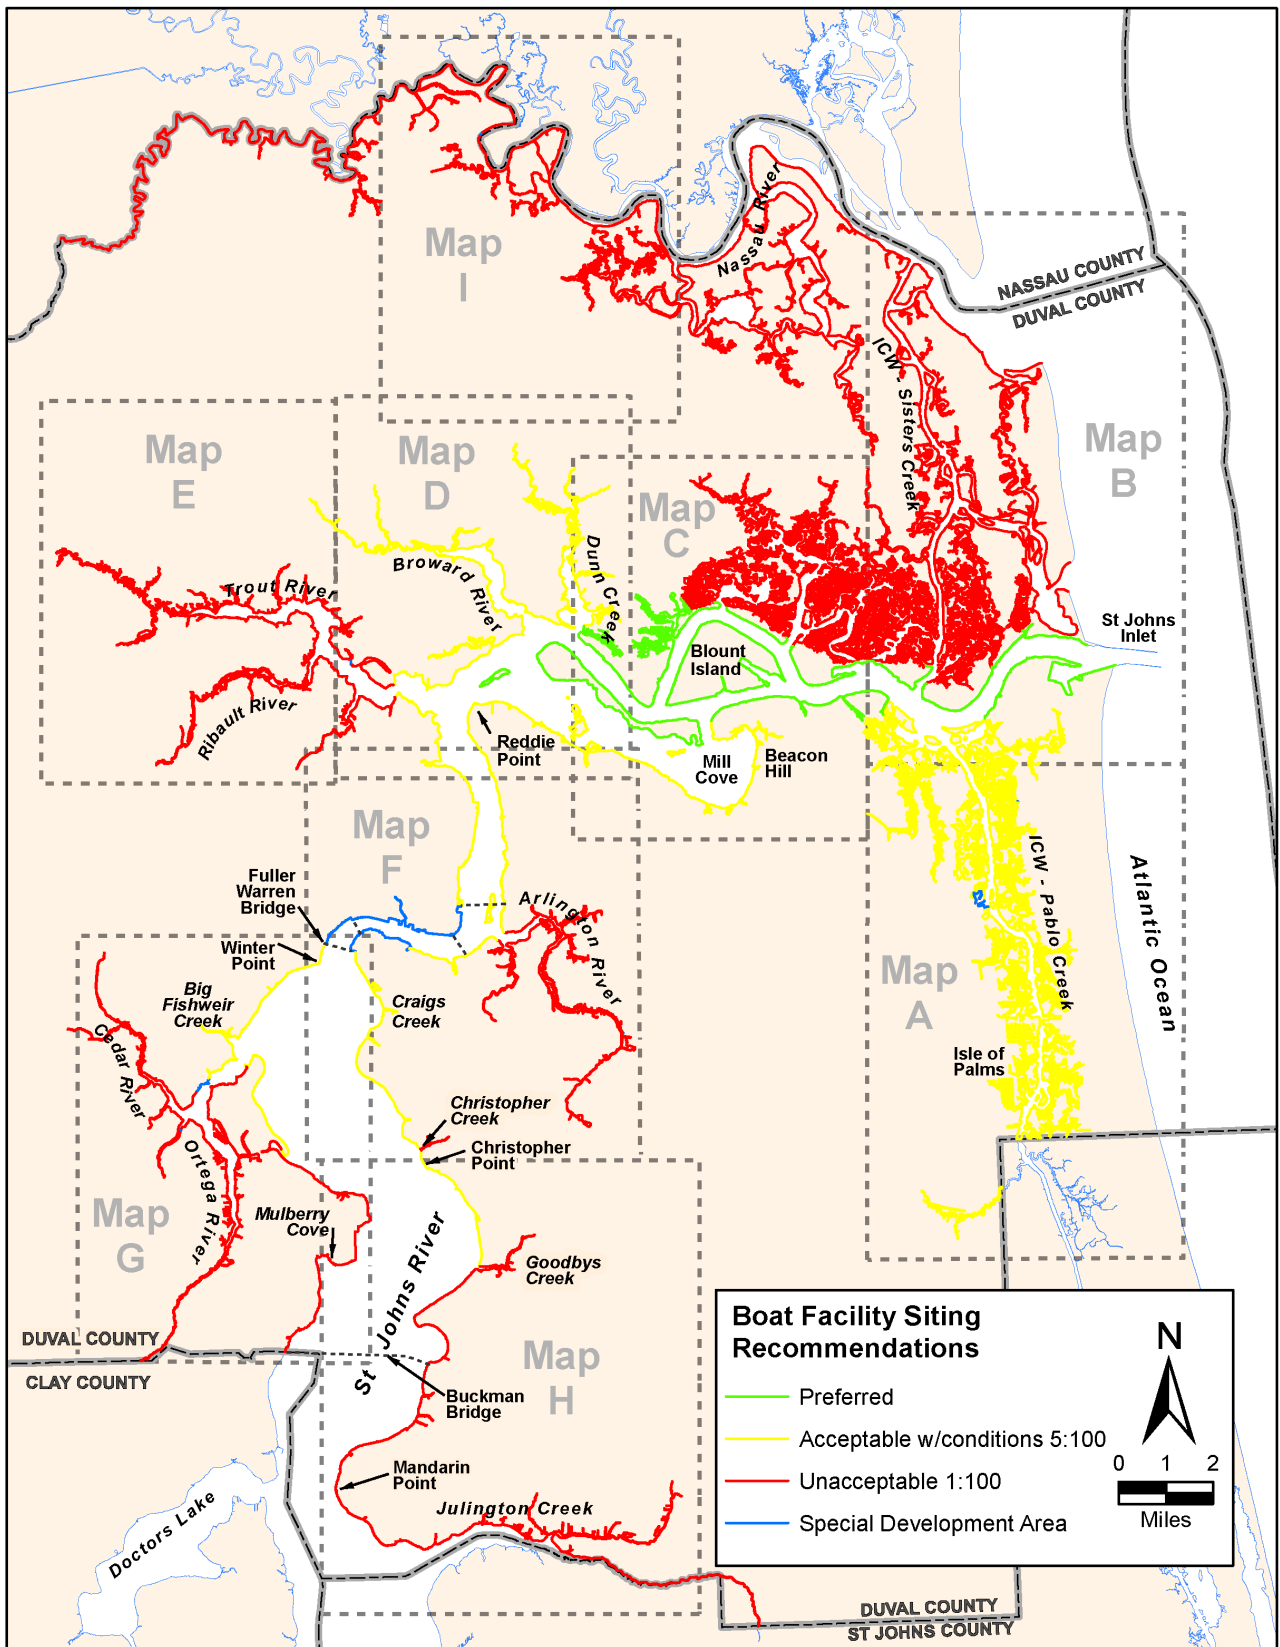 Map
I
Nassau River
NASSAU COUNTY
DUVAL COUNTY
ICW - Sisters Creek
Map
B
Map
E
Map
D
Map
C
Dunn Creek
Broward River
Trout River
Ribault River
Blount
Island
St Johns
Inlet
Reddie
Point
Mill
Cove
Beacon
Hill
Map
F
Fuller
Warren
Bridge
Winter
Point
Arlington River
ICW - Pablo Creek
Atlantic Ocean
Map
A
Big
Fishweir
Creek
Craigs
Creek
Cedar River
Isle of
Palms
Christopher
Creek
Christopher
Point
Ortega River
Map
G
Mulberry
Cove
St Johns River
Goodbys
Creek
DUVAL COUNTY
CLAY COUNTY
Map
H
Buckman
Bridge
Mandarin
Point
Julington Creek
Doctors Lake
Boat Facility Siting
Recommendations
Preferred
Acceptable w/conditions 5:100
Unacceptable 1:100
Special Development Area
N
0 1 2
Miles
DUVAL COUNTY
ST JOHNS COUNTY